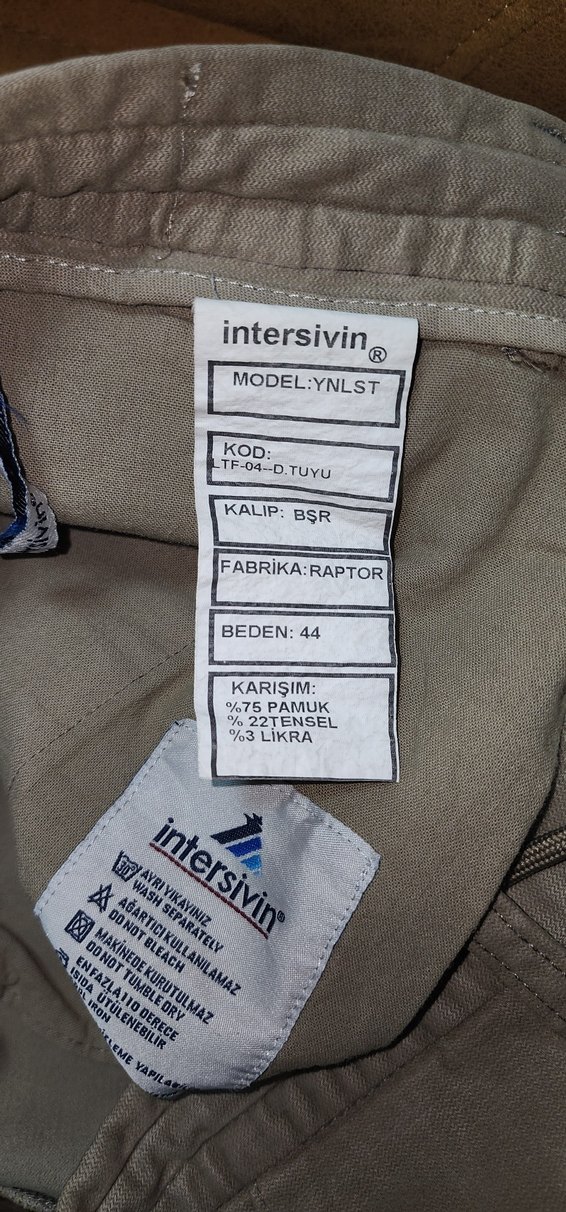 intersivin®
MODEL:YNLST
KOD:
LTF-04--D.TUYU
KALIP: BŞR
FABRİKA:RAPTOR
BEDEN: 44
KARIŞIM:
%75 PAMUK
% 22TENSEL
%3 LİKRA
intersivin®
30
AYRI YIKAYINIZ
WASH SEPARATELY
AĞARTICI KULLANILAMAZ
DO NOT BLEACH
MAKİNEDE KURUTULMAZ
DO NOT TUMBLE DRY
EN FAZLA 110 DERECE
ISIDA ÜTÜLENEBİLİR
IRON